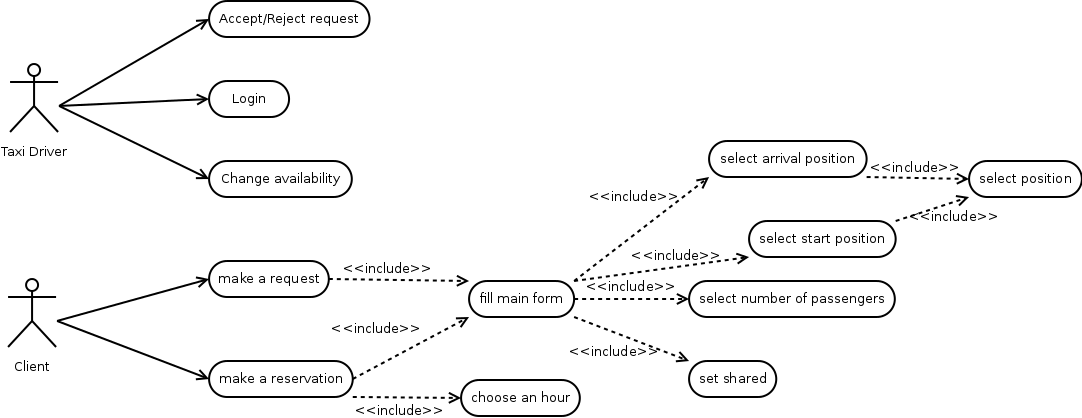 Accept/Reject request
Login
Taxi Driver
Change availability
select arrival position
<<include>>
select position
<<include>>
<<include>>
select start position
<<include>>
make a request
<<include>>
<<include>>
fill main form
select number of passengers
<<include>>
<<include>>
Client
make a reservation
set shared
choose an hour
<<include>>